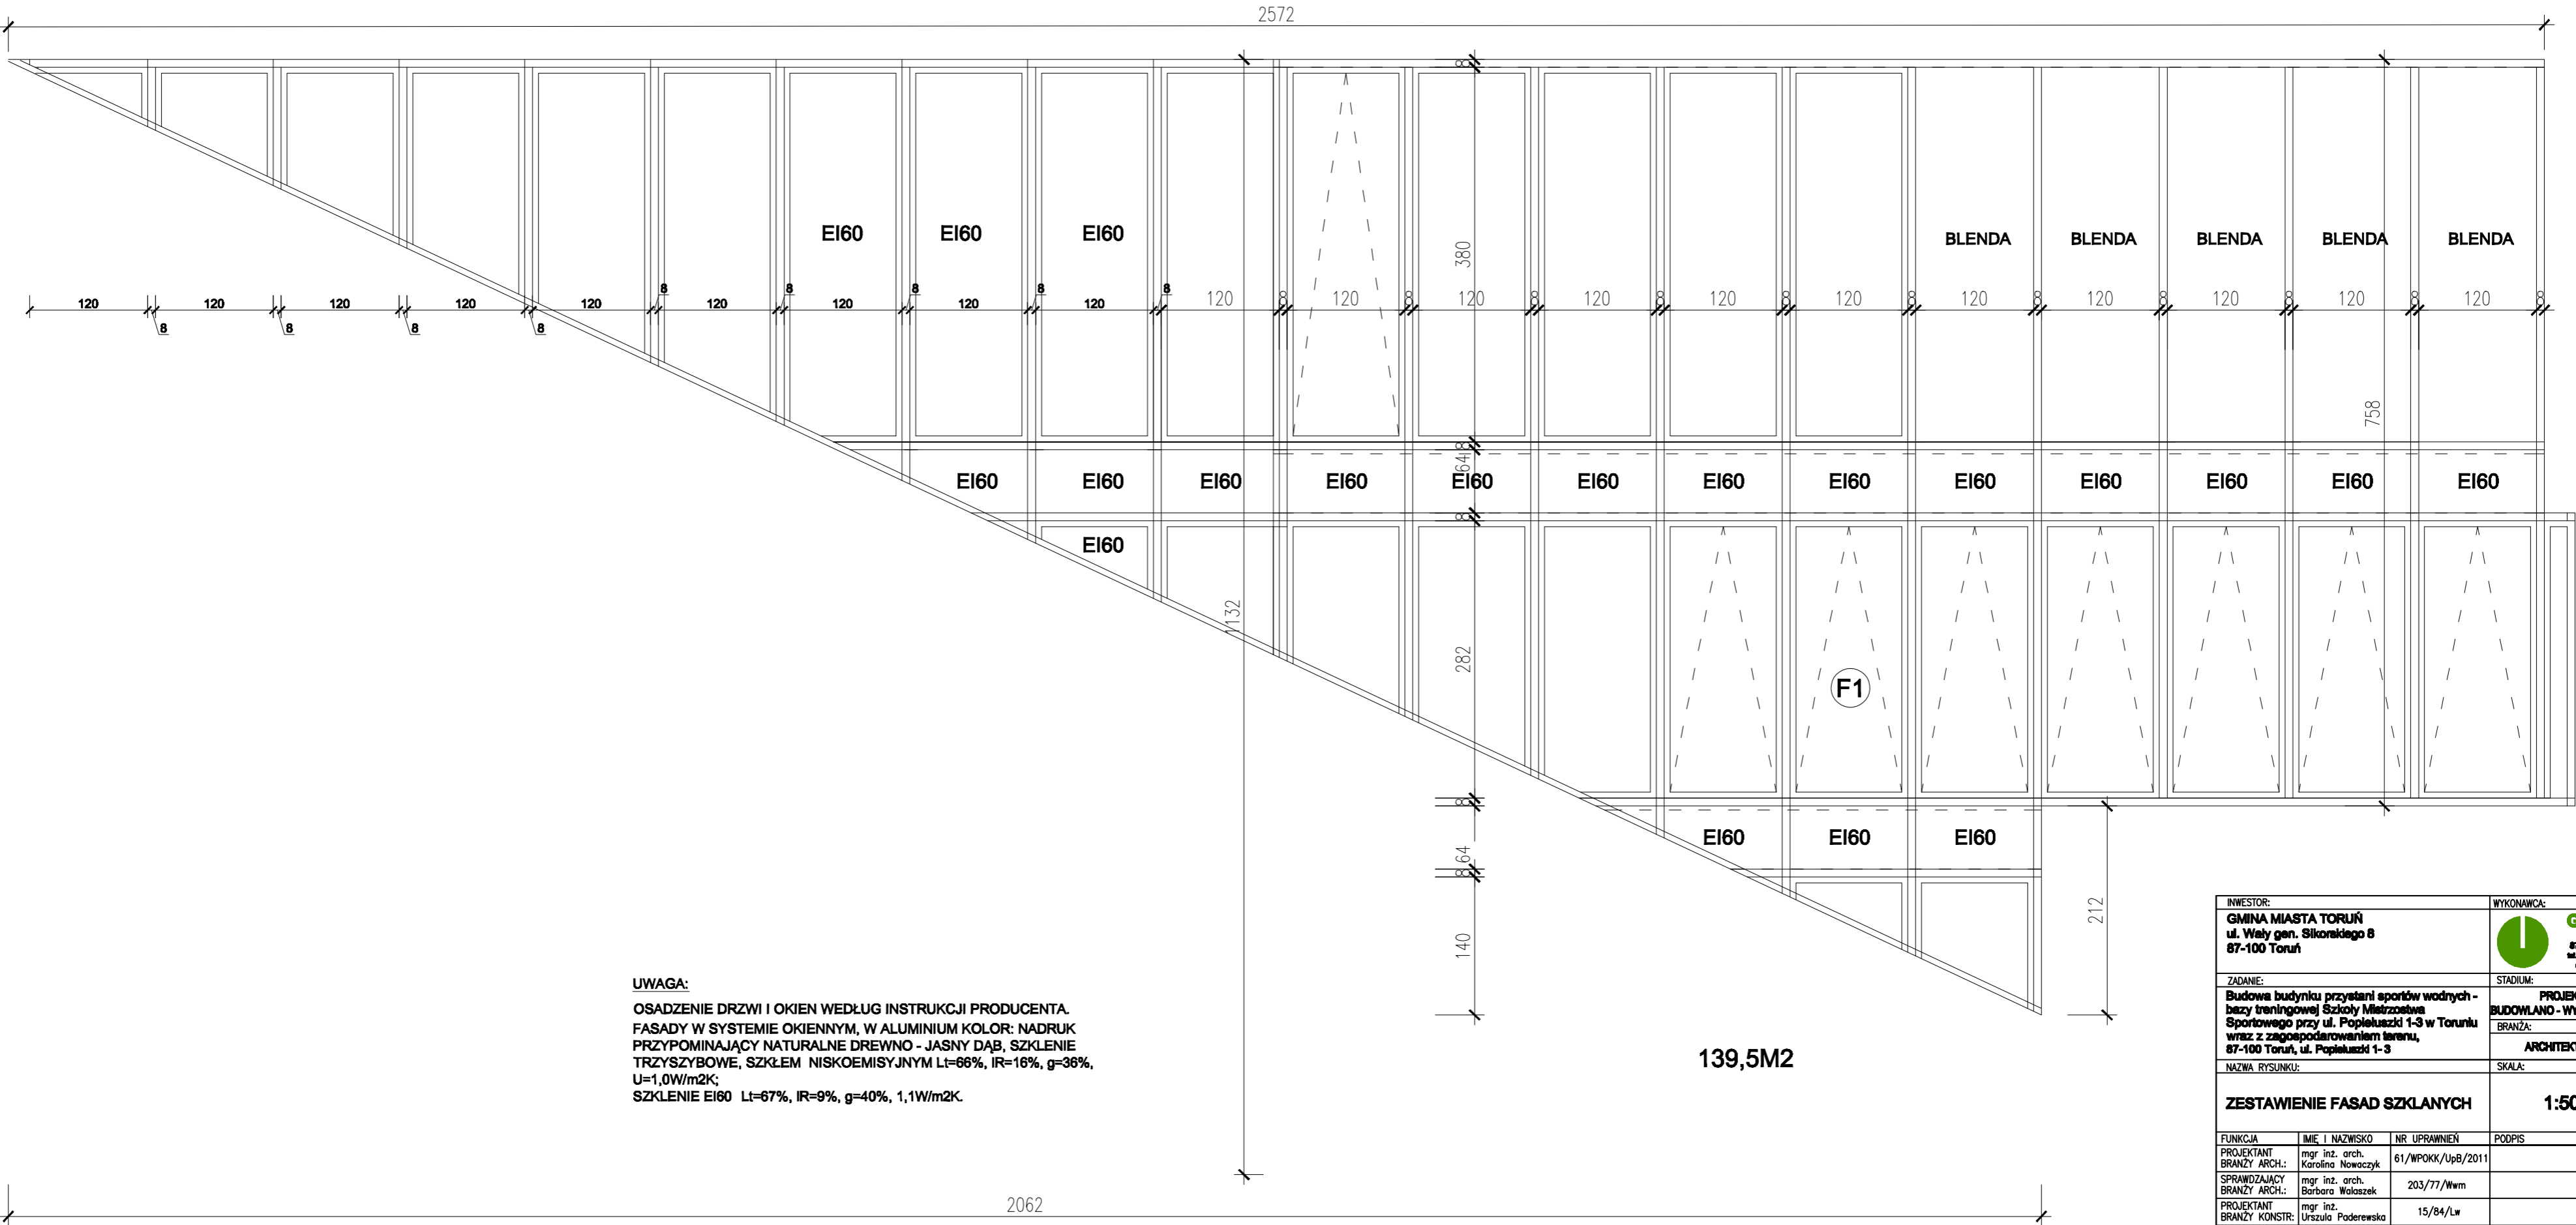 2572
8
EI60 EI60 EI60
BLENDA BLENDA BLENDA BLENDA BLENDA
380
120 120 120 120 120 120 120 120 120 120 120 120 120 120 120 120 120 120 120 120
8 8 8 8 8 8 8 8 8 8 8 8 8 8 8 8 8 8 8 8
758
8
64
EI60 EI60 EI60 EI60 EI60 EI60 EI60 EI60 EI60 EI60 EI60 EI60 EI60
8
EI60
1132
282
F1
8
EI60 EI60 EI60
64
8
212
140
139,5M2
UWAGA:
OSADZENIE DRZWI I OKIEN WEDŁUG INSTRUKCJI PRODUCENTA.
FASADY W SYSTEMIE OKIENNYM, W ALUMINIUM KOLOR: NADRUK
PRZYPOMINAJĄCY NATURALNE DREWNO - JASNY DĄB, SZKLENIE
TRZYSZYBOWE, SZKŁEM NISKOEMISYJNYM Lt=66%, IR=16%, g=36%,
U=1,0W/m2K;
SZKLENIE EI60 Lt=67%, IR=9%, g=40%, 1,1W/m2K.
2062
INWESTOR:
GMINA MIASTA TORUŃ
ul. Wały gen. Sikorskiego 8
87-100 Toruń
WYKONAWCA:
ZADANIE:
Budowa budynku przystani sportów wodnych -
bazy treningowej Szkoły Mistrzostwa
Sportowego przy ul. Popiełuszki 1-3 w Toruniu
wraz z zagospodarowaniem terenu,
87-100 Toruń, ul. Popiełuszki 1- 3
STADIUM:
PROJEK
BUDOWLANO - WY
BRANŻA:
ARCHITEK
NAZWA RYSUNKU:
ZESTAWIENIE FASAD SZKLANYCH
SKALA:
1:50
FUNKCJA IMIĘ I NAZWISKO NR UPRAWNIEŃ PODPIS
PROJEKTANT
BRANŻY ARCH.:
mgr inż. arch.
Karolina Nowaczyk
61/WPOKK/UpB/2011
SPRAWDZAJĄCY
BRANŻY ARCH.:
mgr inż. arch.
Barbara Walaszek
203/77/Wwm
PROJEKTANT
BRANŻY KONSTR:
mgr inż.
Urszula Paderewska
15/84/Lw